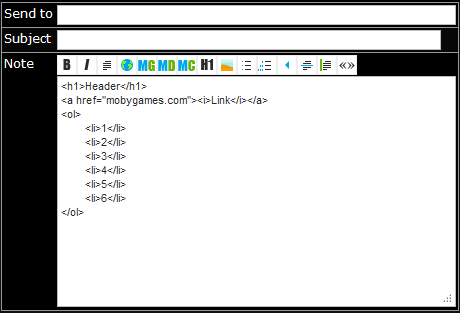 Send to
Subject
Note
B I MG MD MC H1 «»
<h1>Header</h1>
<a href="mobygames.com"><i>Link</i></a>
<ol>
<li>1</li>
<li>2</li>
<li>3</li>
<li>4</li>
<li>5</li>
<li>6</li>
</ol>